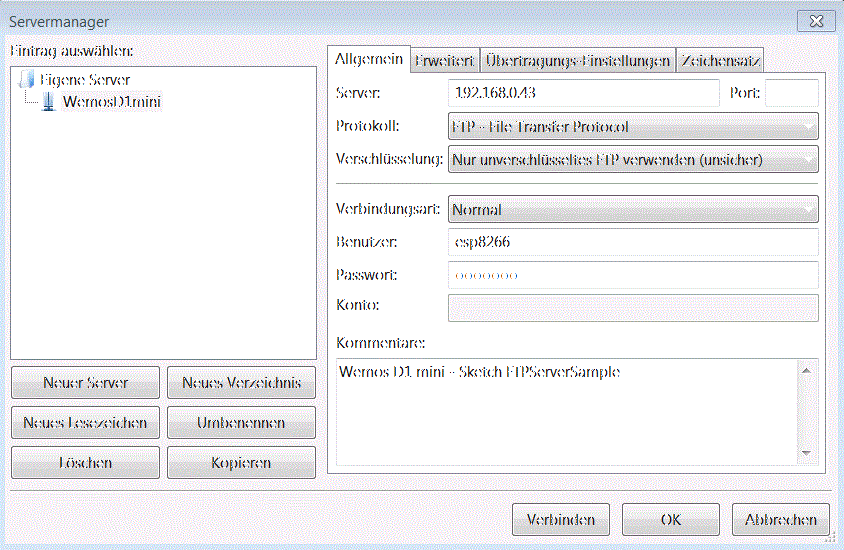 Servermanager
Eintrag auswählen:
Eigene Server
WemosD1mini
Neuer Server
Neues Verzeichnis
Neues Lesezeichen
Umbenennen
Löschen
Kopieren
Allgemein
Erweitert
Übertragungs-Einstellungen
Zeichensatz
Server: 192.168.0.43 Port:
Protokoll: FTP - File Transfer Protocol
Verschlüsselung: Nur unverschlüsseltes FTP verwenden (unsicher)
Verbindungsart: Normal
Benutzer: esp8266
Passwort:
Konto:
Kommentare:
Wemos D1 mini - Sketch FTPServerSample
Verbinden
OK
Abbrechen